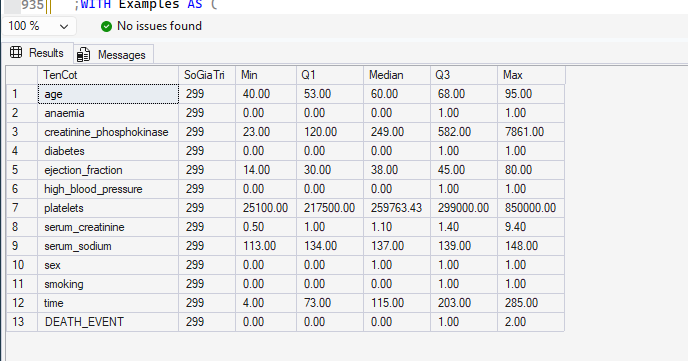 935 ;WITH Examples AS (
100 % No issues found
Results Messages
TenCot SoGiaTri Min Q1 Median Q3 Max
1 age 299 40.00 53.00 60.00 68.00 95.00
2 anaemia 299 0.00 0.00 0.00 1.00 1.00
3 creatinine_phosphokinase 299 23.00 120.00 249.00 582.00 7861.00
4 diabetes 299 0.00 0.00 0.00 1.00 1.00
5 ejection_fraction 299 14.00 30.00 38.00 45.00 80.00
6 high_blood_pressure 299 0.00 0.00 0.00 1.00 1.00
7 platelets 299 25100.00 217500.00 259763.43 299000.00 850000.00
8 serum_creatinine 299 0.50 1.00 1.10 1.40 9.40
9 serum_sodium 299 113.00 134.00 137.00 139.00 148.00
10 sex 299 0.00 0.00 1.00 1.00 1.00
11 smoking 299 0.00 0.00 0.00 1.00 1.00
12 time 299 4.00 73.00 115.00 203.00 285.00
13 DEATH_EVENT 299 0.00 0.00 0.00 1.00 2.00